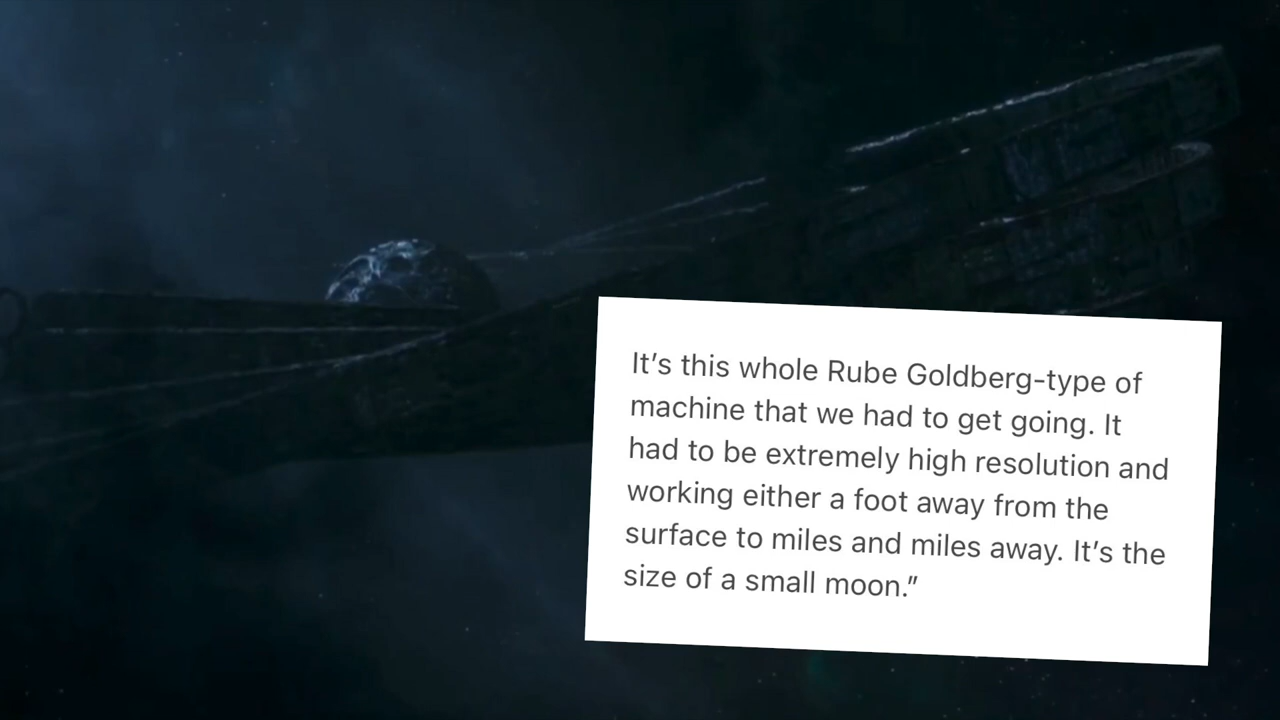 It’s this whole Rube Goldberg-type of
machine that we had to get going. It
had to be extremely high resolution and
working either a foot away from the
surface to miles and miles away. It’s the
size of a small moon.”